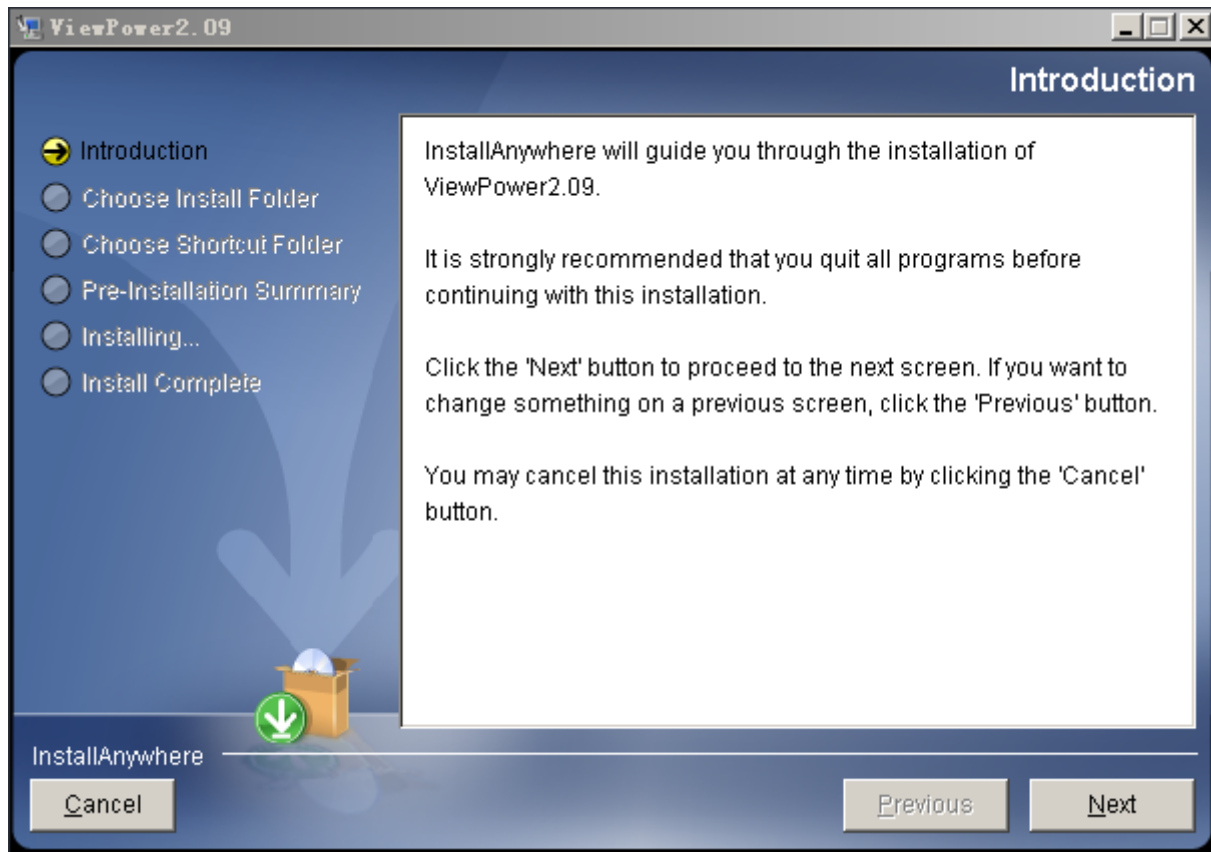 ViewPower2.09
Introduction
Introduction
Choose Install Folder
Choose Shortcut Folder
Pre-Installation Summary
Installing...
Install Complete
InstallAnywhere will guide you through the installation of
ViewPower2.09.
It is strongly recommended that you quit all programs before
continuing with this installation.
Click the 'Next' button to proceed to the next screen. If you want to
change something on a previous screen, click the 'Previous' button.
You may cancel this installation at any time by clicking the 'Cancel'
button.
InstallAnywhere
Cancel
Previous
Next